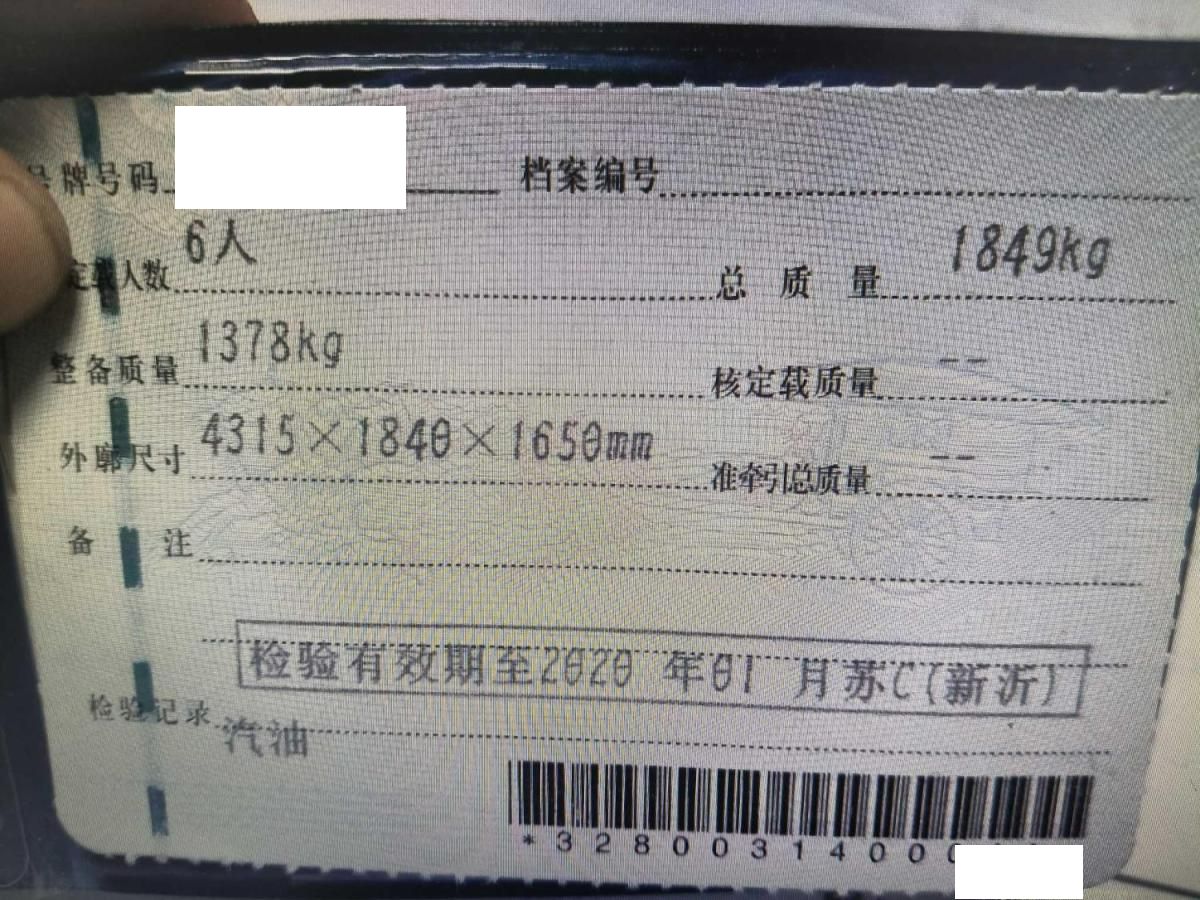 号牌号码 档案编号
定载人数 6人 总质量 1849kg
整备质量 1378kg 核定载质量 --
外廓尺寸 4315×1840×1650mm 准牵引总质量 --
备注
检验有效期至2020 年01 月苏C(新沂)
检验记录 汽油
*328003140 0